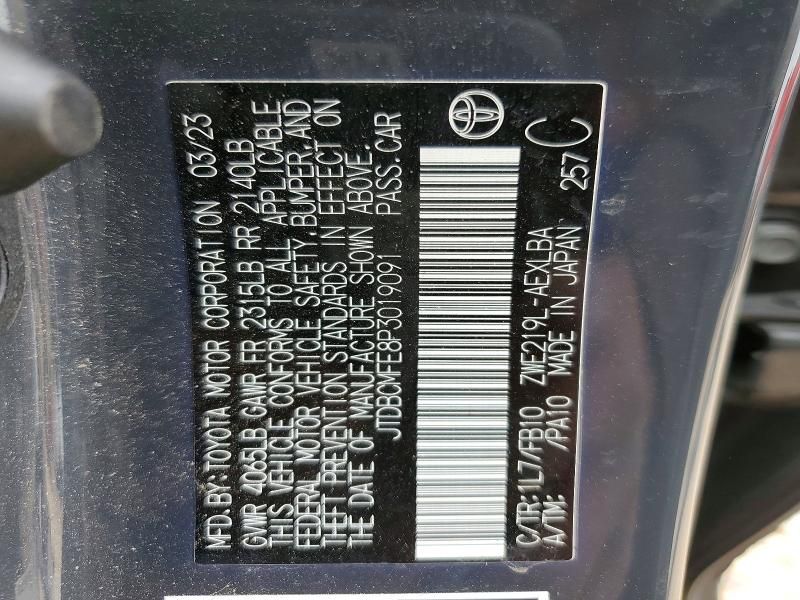 MFD.BY:TOYOTA MOTOR CORPORATION 03/23
GVWR 4065LB GAWR FR 2315LB RR 2140LB
THIS VEHICLE CONFORMS TO ALL APPLICABLE
FEDERAL MOTOR VEHICLE SAFETY,BUMPER,AND
THEFT PREVENTION STANDARDS IN EFFECT ON
THE DATE OF MANUFACTURE SHOWN ABOVE.
JTDBCMFE8P3019091 PASS.CAR
C/TR:1L7/FB10 ZWE219L-AEXLBA
A/TM: /PA10 MADE IN JAPAN 257 C